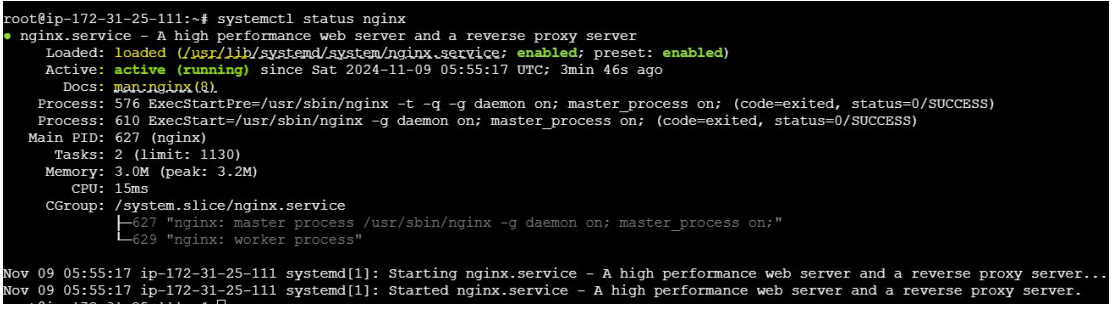 root@ip-172-31-25-111:~# systemctl status nginx
● nginx.service - A high performance web server and a reverse proxy server
Loaded: loaded (/usr/lib/systemd/system/nginx.service; enabled; preset: enabled)
Active: active (running) since Sat 2024-11-09 05:55:17 UTC; 3min 46s ago
Docs: man:nginx(8)
Process: 576 ExecStartPre=/usr/sbin/nginx -t -q -g daemon on; master_process on; (code=exited, status=0/SUCCESS)
Process: 610 ExecStart=/usr/sbin/nginx -g daemon on; master_process on; (code=exited, status=0/SUCCESS)
Main PID: 627 (nginx)
Tasks: 2 (limit: 1130)
Memory: 3.0M (peak: 3.2M)
CPU: 15ms
CGroup: /system.slice/nginx.service
├─627 "nginx: master process /usr/sbin/nginx -g daemon on; master_process on;"
└─629 "nginx: worker process"
Nov 09 05:55:17 ip-172-31-25-111 systemd[1]: Starting nginx.service - A high performance web server and a reverse proxy server...
Nov 09 05:55:17 ip-172-31-25-111 systemd[1]: Started nginx.service - A high performance web server and a reverse proxy server.